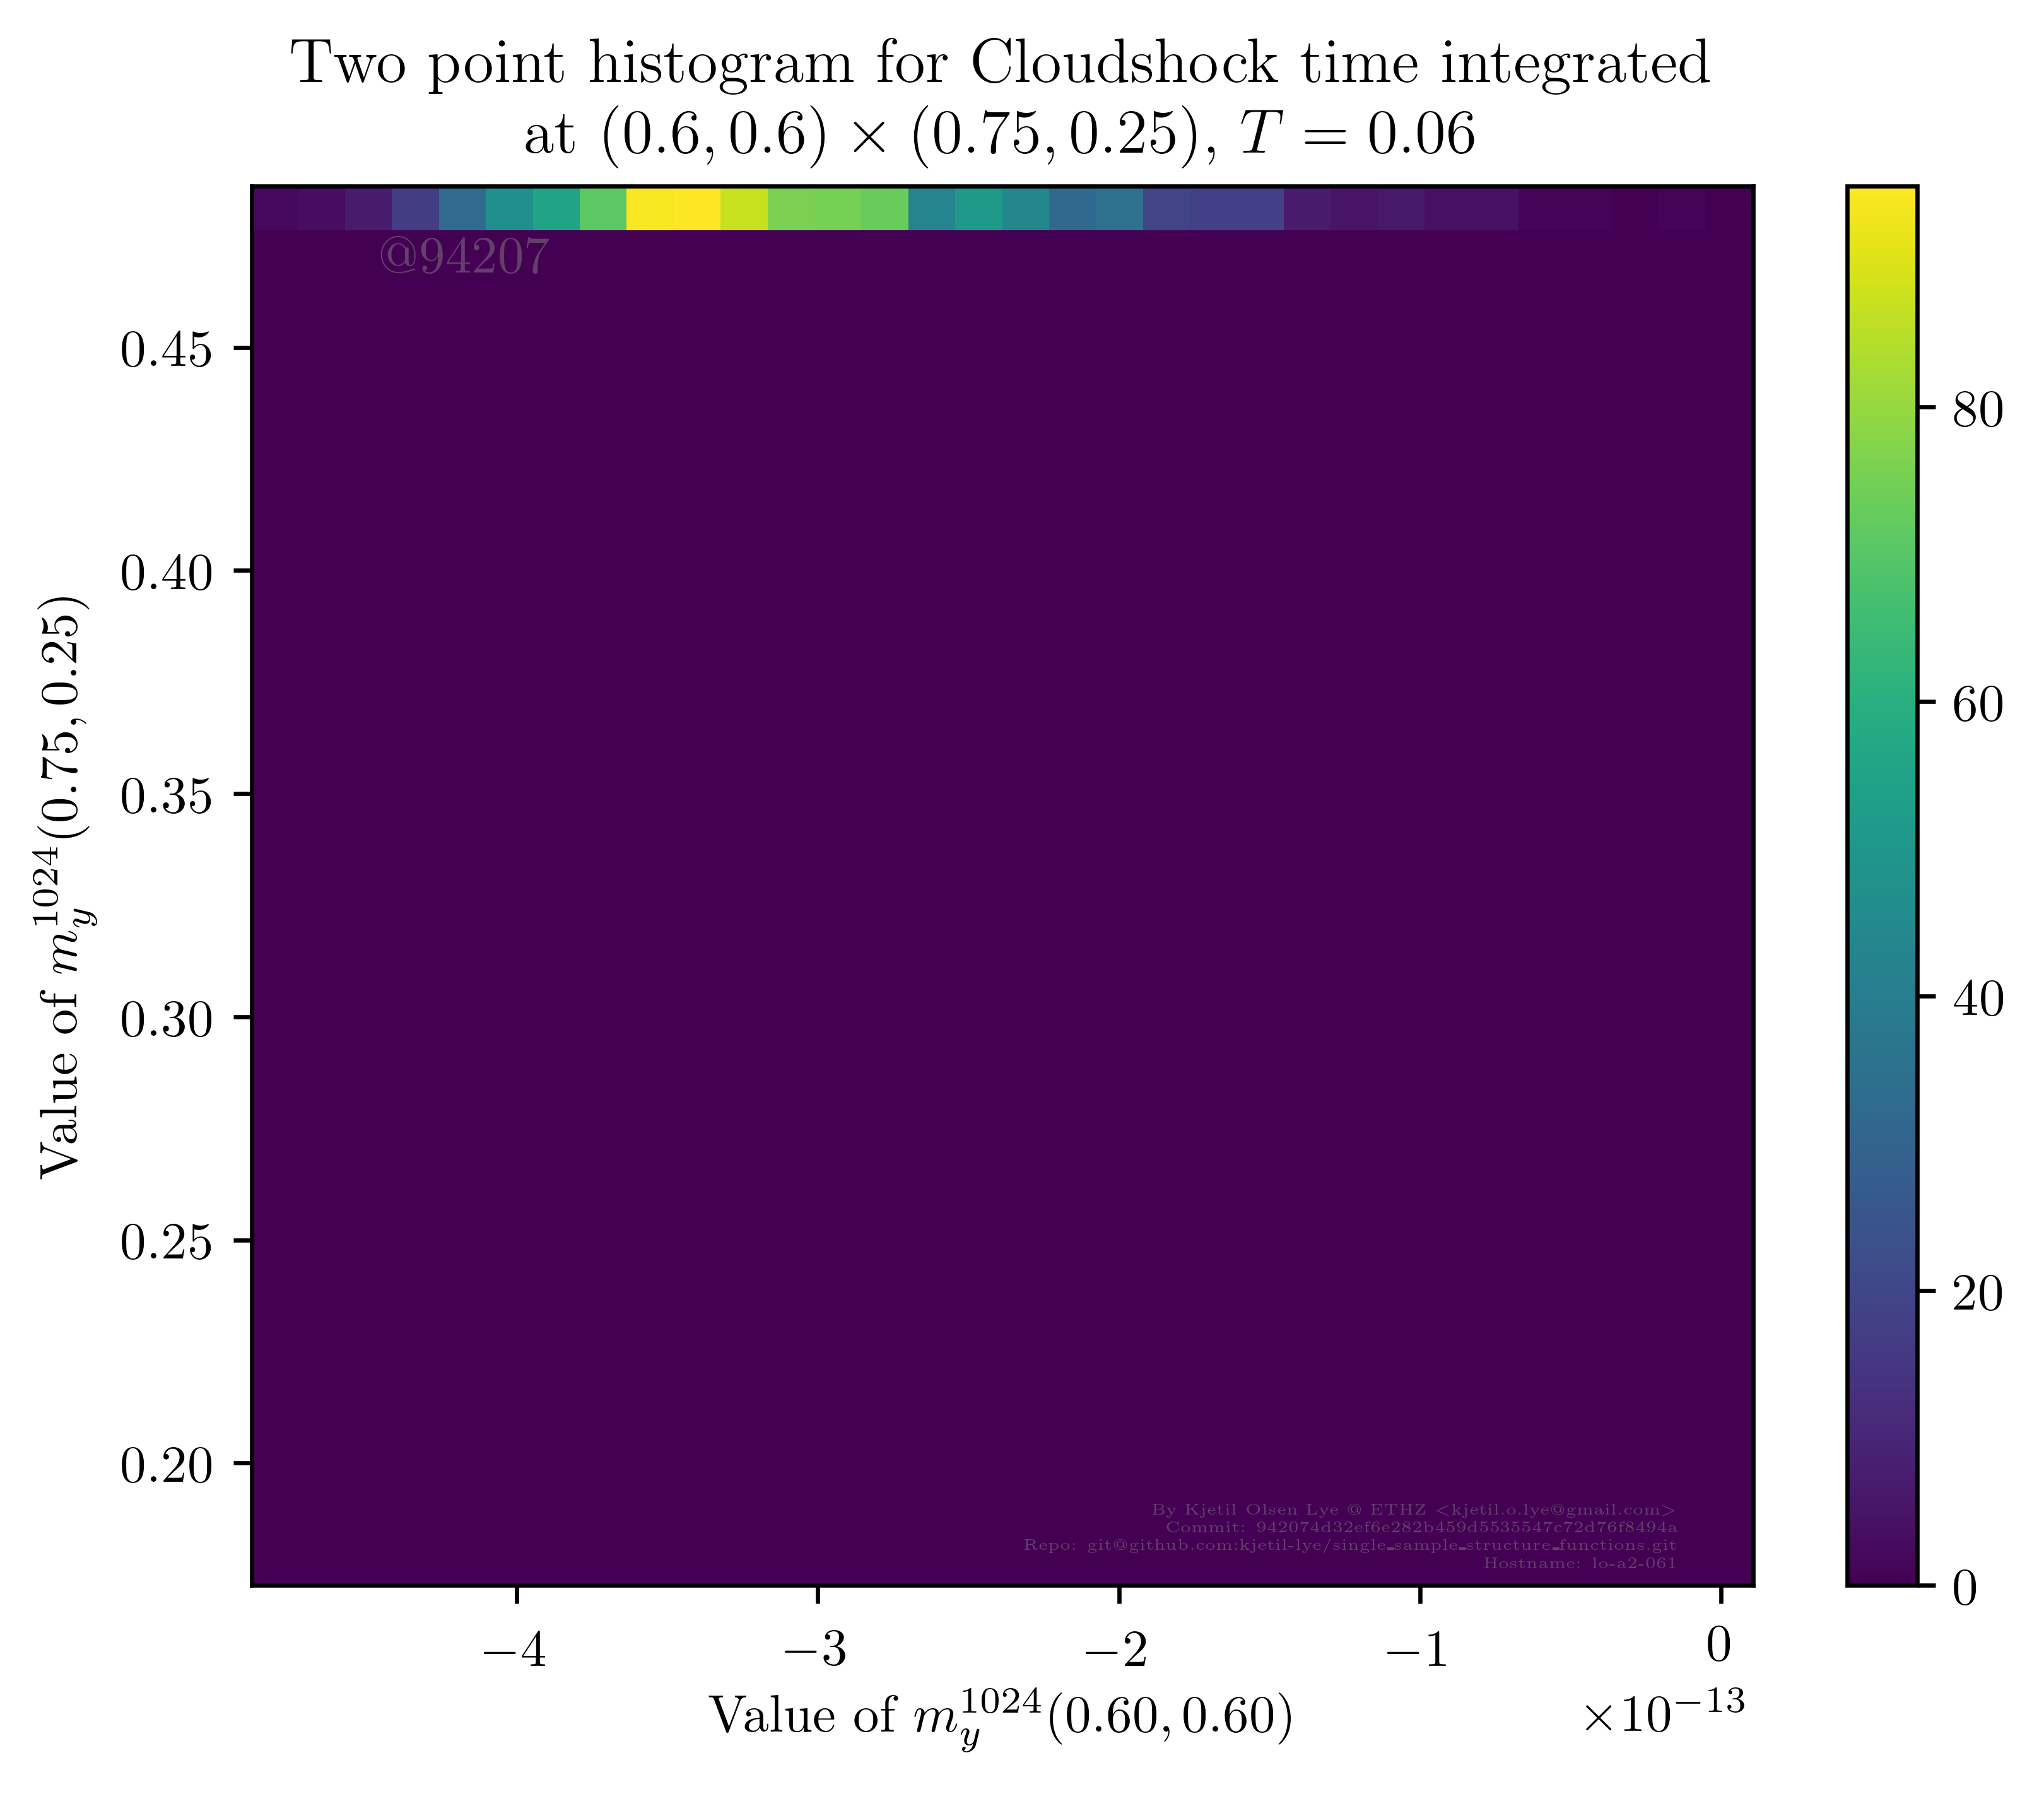 Two point histogram for Cloudshock time integrated
at (0.6, 0.6) × (0.75, 0.25), T = 0.06
@94207
0.45
0.40
0.35
0.30
0.25
0.20
Value of m_y^1024(0.75, 0.25)
80
60
40
20
0
By Kjetil Olsen Lye @ ETHZ <kjetil.o.lye@gmail.com>
Commit: 942074d32ef6e282b459d5535547c72d76f8494a
Repo: git@github.com:kjetil-lye/single_sample_structure_functions.git
Hostname: lo-a2-061
−4 −3 −2 −1 0
Value of m_y^1024(0.60, 0.60)
×10^−13